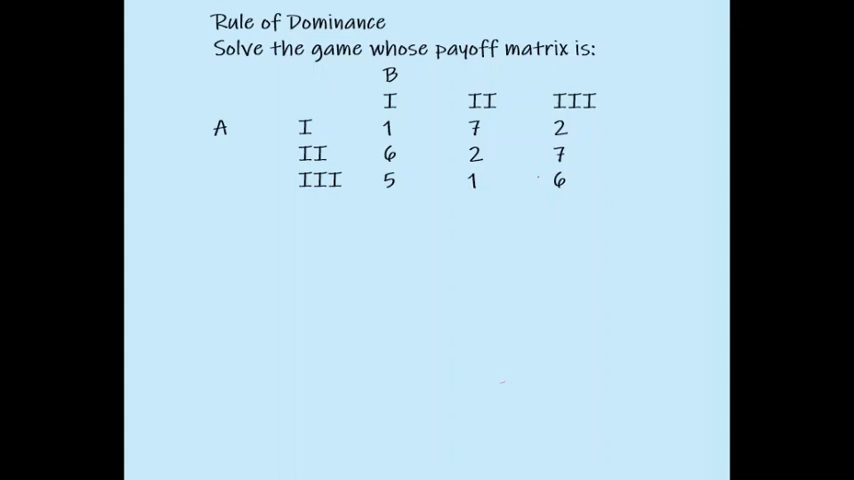 Rule of Dominance
Solve the game whose payoff matrix is:
B
I II III
A I 1 7 2
II 6 2 7
III 5 1 6